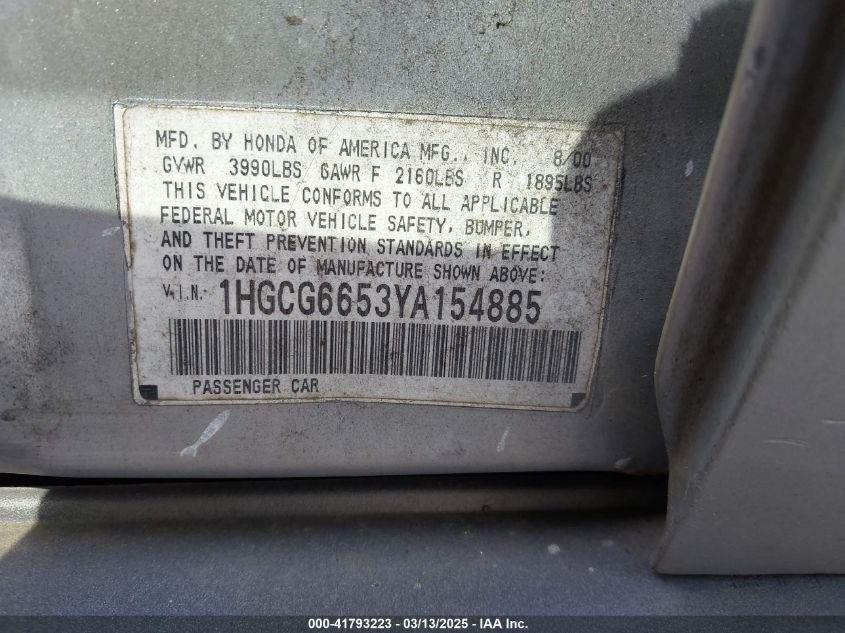 MFD. BY HONDA OF AMERICA MFG., INC. 8/00
GVWR 3990LBS GAWR F 2160LBS R 1895LBS
THIS VEHICLE CONFORMS TO ALL APPLICABLE
FEDERAL MOTOR VEHICLE SAFETY, BUMPER,
AND THEFT PREVENTION STANDARDS IN EFFECT
ON THE DATE OF MANUFACTURE SHOWN ABOVE:
V.I.N. 1HGCG6653YA154885
PASSENGER CAR
000-41793223 - 03/13/2025 - IAA Inc.